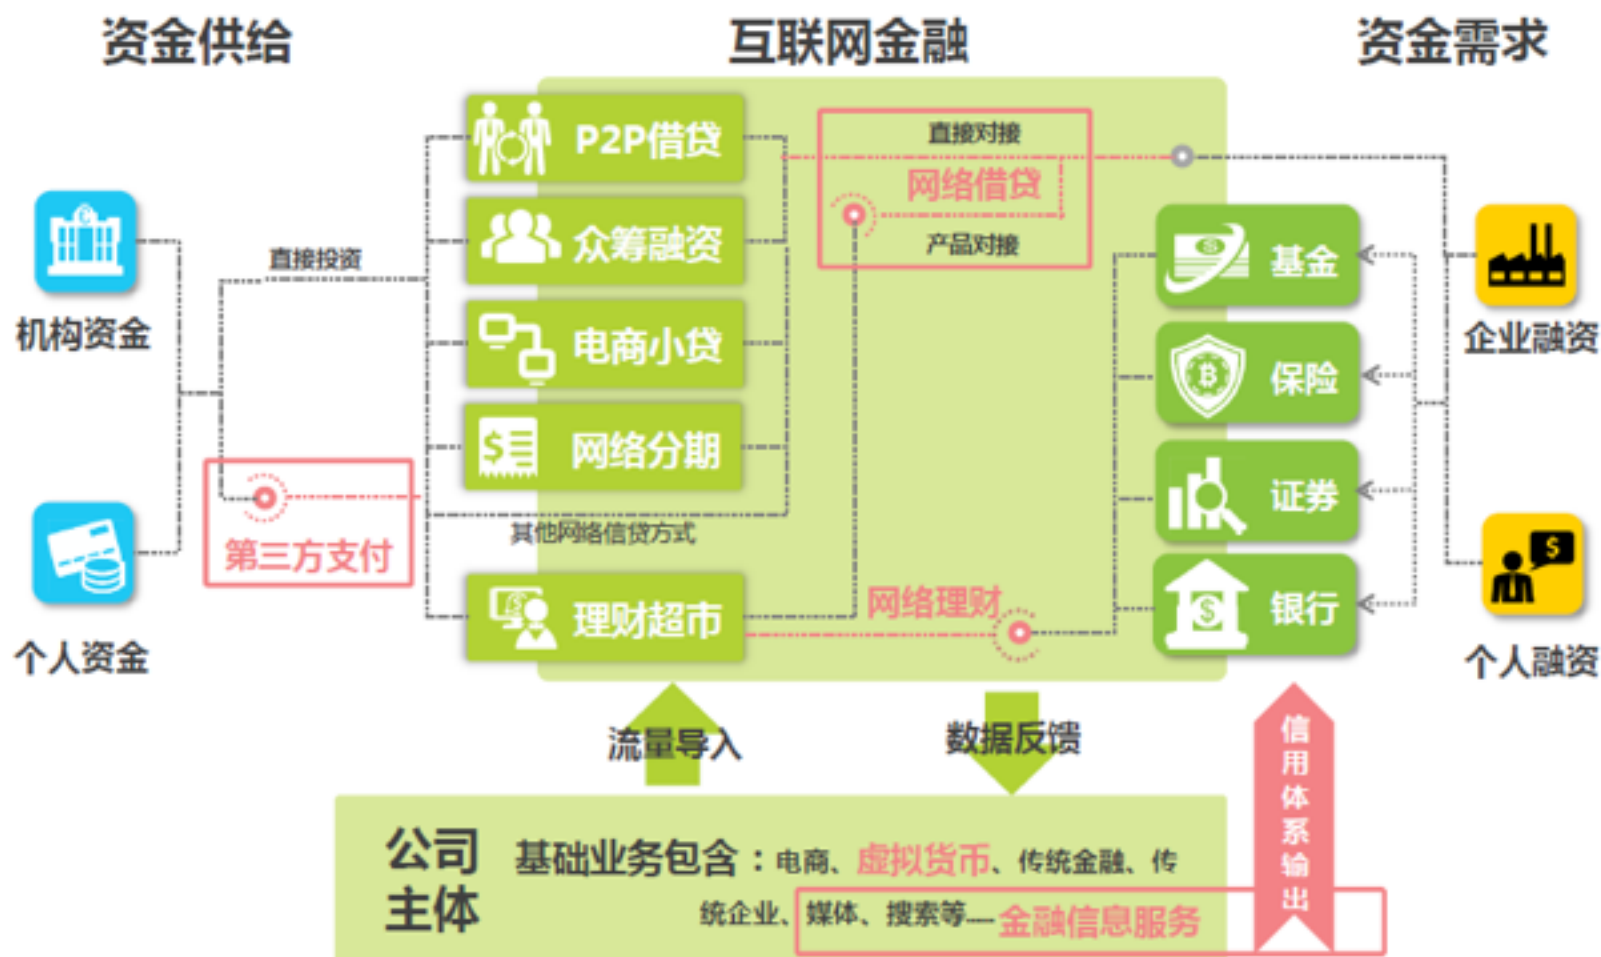 资金供给
互联网金融
资金需求
P2P借贷
众筹融资
电商小贷
网络分期
其他网络信贷方式
理财超市
直接投资
机构资金
个人资金
第三方支付
直接对接
网络借贷
产品对接
网络理财
基金
保险
证券
银行
企业融资
个人融资
流量导入
数据反馈
信用体系输出
公司
主体
基础业务包含：电商、虚拟货币、传统金融、传
统企业、媒体、搜索等......金融信息服务